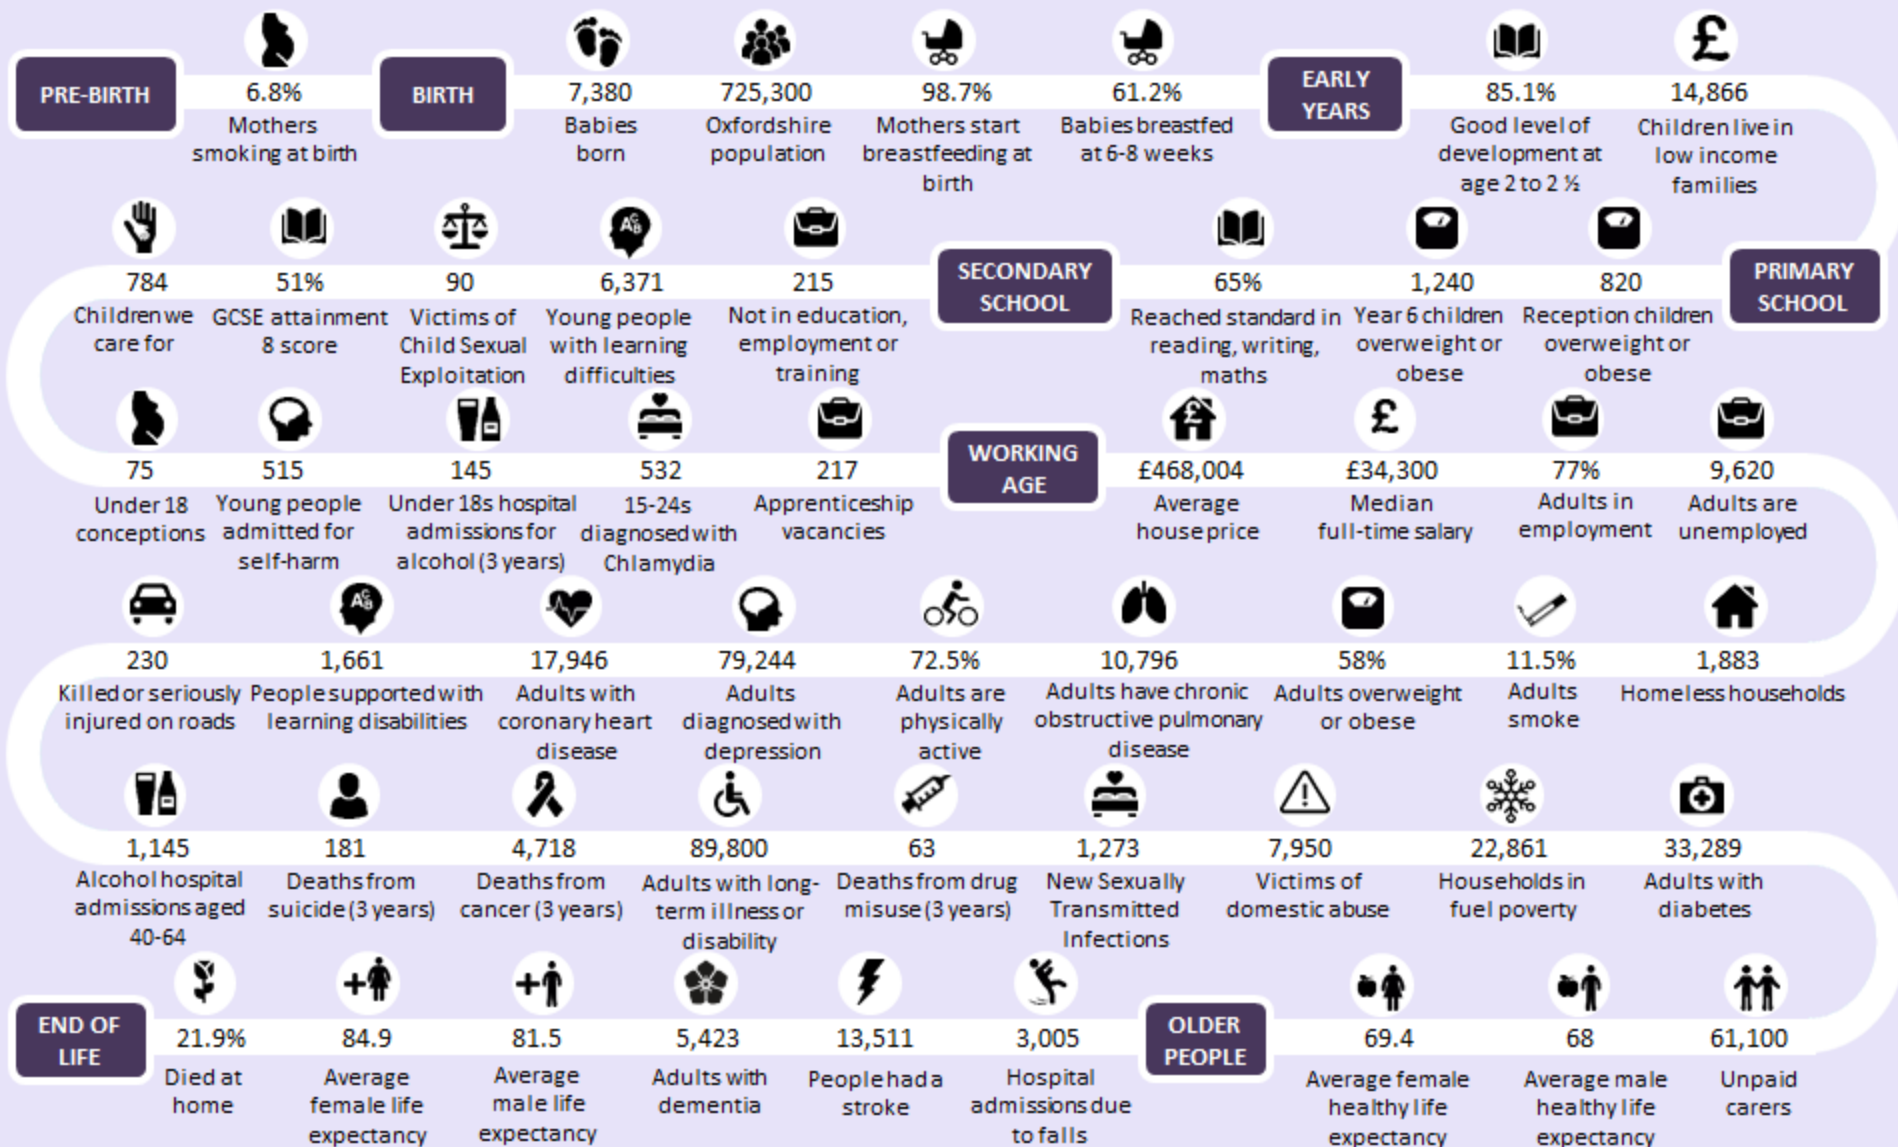 PRE-BIRTH
6.8%
Mothers
smoking at birth
BIRTH
7,380
Babies
born
725,300
Oxfordshire
population
98.7%
Mothers start
breastfeeding at
birth
61.2%
Babies breastfed
at 6-8 weeks
EARLY
YEARS
85.1%
Good level of
development at
age 2 to 2 ½
£
14,866
Children live in
low income
families
PRIMARY
SCHOOL
820
Reception children
overweight or
obese
1,240
Year 6 children
overweight or
obese
65%
Reached standard in
reading, writing,
maths
SECONDARY
SCHOOL
215
Not in education,
employment or
training
ACB
6,371
Young people
with learning
difficulties
90
Victims of
Child Sexual
Exploitation
51%
GCSE attainment
8 score
784
Children we
care for
75
Under 18
conceptions
515
Young people
admitted for
self-harm
145
Under 18s hospital
admissions for
alcohol (3 years)
532
15-24s
diagnosed with
Chlamydia
217
Apprenticeship
vacancies
WORKING
AGE
£
£468,004
Average
house price
£
£34,300
Median
full-time salary
77%
Adults in
employment
9,620
Adults are
unemployed
1,883
Homeless households
11.5%
Adults
smoke
58%
Adults overweight
or obese
10,796
Adults have chronic
obstructive pulmonary
disease
72.5%
Adults are
physically
active
79,244
Adults
diagnosed with
depression
17,946
Adults with
coronary heart
disease
ACB
1,661
People supported with
learning disabilities
230
Killed or seriously
injured on roads
1,145
Alcohol hospital
admissions aged
40-64
181
Deaths from
suicide (3 years)
4,718
Deaths from
cancer (3 years)
89,800
Adults with long-
term illness or
disability
63
Deaths from drug
misuse (3 years)
1,273
New Sexually
Transmitted
Infections
7,950
Victims of
domestic abuse
22,861
Households in
fuel poverty
33,289
Adults with
diabetes
61,100
Unpaid
carers
68
Average male
healthy life
expectancy
69.4
Average female
healthy life
expectancy
OLDER
PEOPLE
3,005
Hospital
admissions due
to falls
13,511
People had a
stroke
5,423
Adults with
dementia
81.5
Average
male life
expectancy
84.9
Average
female life
expectancy
21.9%
Died at
home
END OF
LIFE